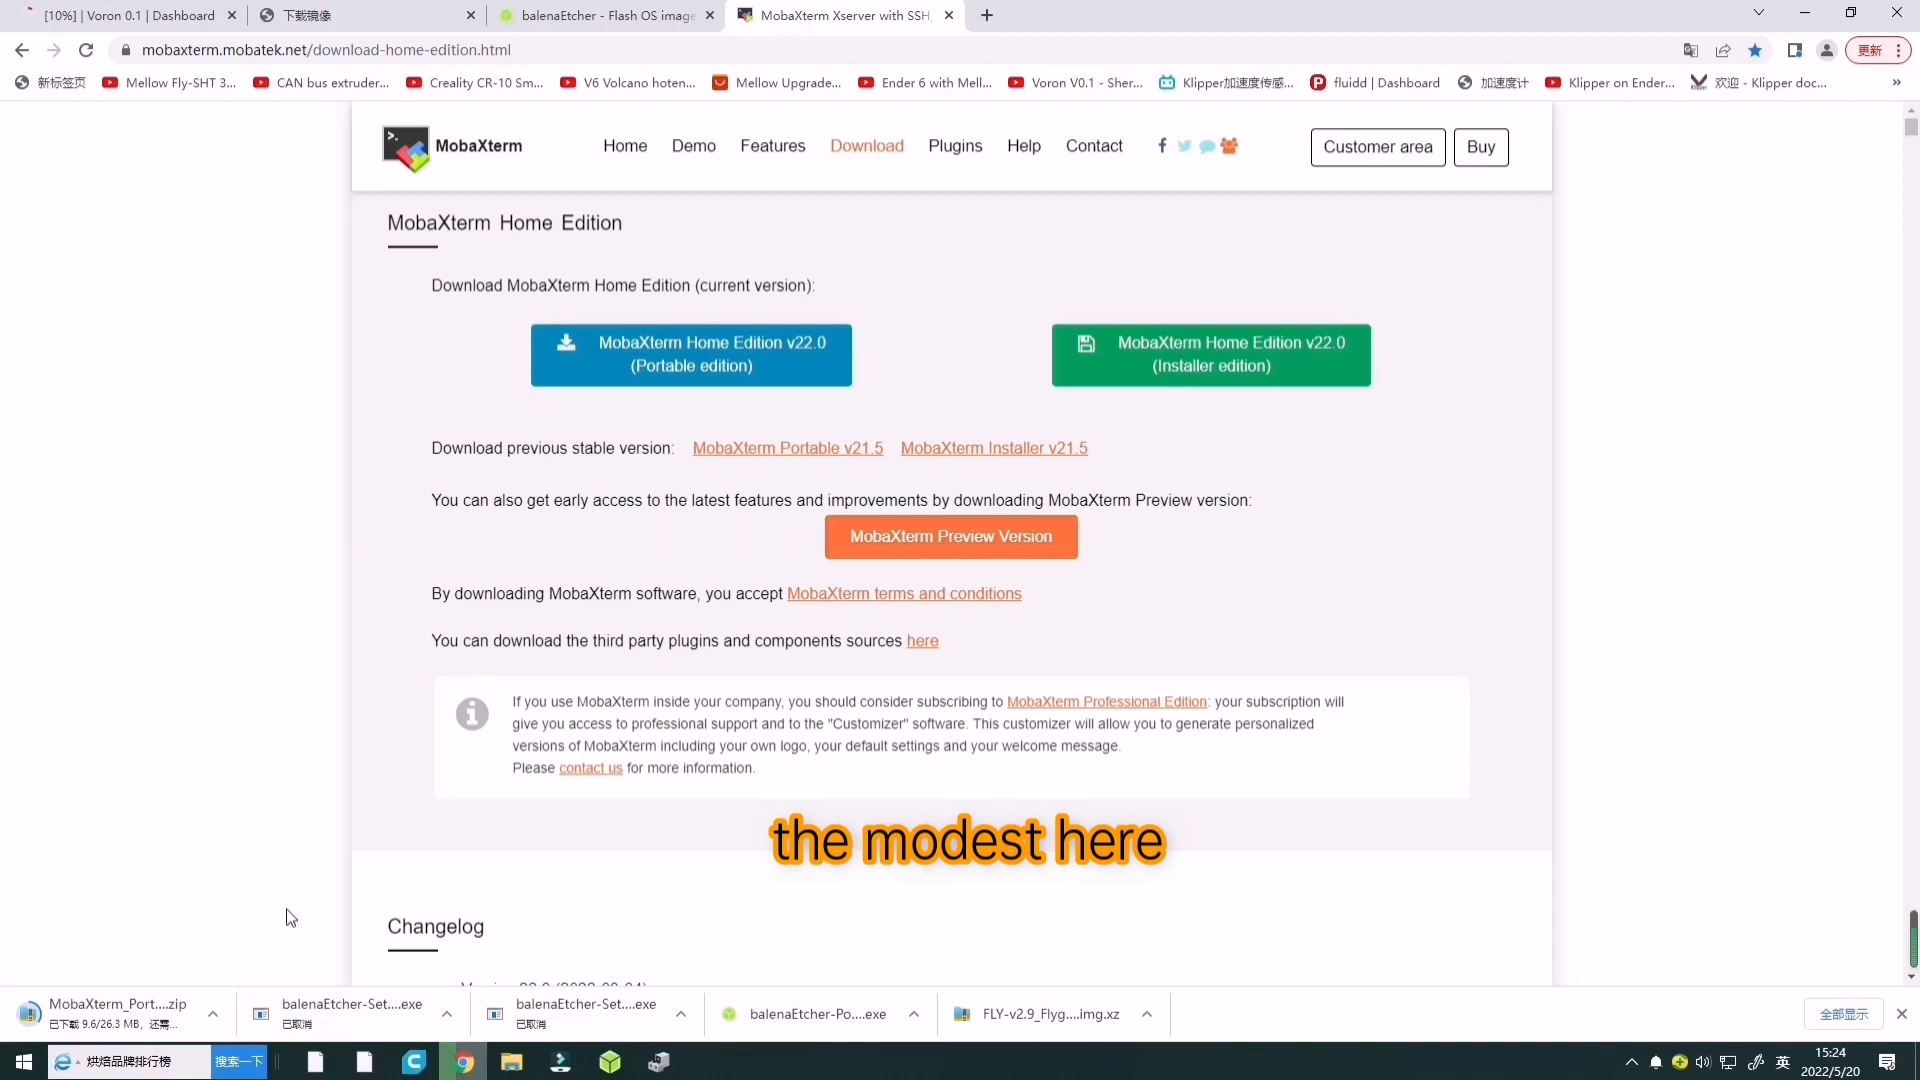 [10%] | Voron 0.1 | Dashboard
下载镜像
balenaEtcher - Flash OS image
MobaXterm Xserver with SSH,
mobaxterm.mobatek.net/download-home-edition.html
更新
新标签页
Mellow Fly-SHT 3...
CAN bus extruder...
Creality CR-10 Sm...
V6 Volcano hoten...
Mellow Upgrade...
Ender 6 with Mell...
Voron V0.1 - Sher...
Klipper加速度传感...
fluidd | Dashboard
加速度计
Klipper on Ender...
欢迎 - Klipper doc...
»
MobaXterm
Home
Demo
Features
Download
Plugins
Help
Contact
Customer area
Buy
MobaXterm Home Edition
Download MobaXterm Home Edition (current version):
MobaXterm Home Edition v22.0
(Portable edition)
MobaXterm Home Edition v22.0
(Installer edition)
Download previous stable version: MobaXterm Portable v21.5 MobaXterm Installer v21.5
You can also get early access to the latest features and improvements by downloading MobaXterm Preview version:
MobaXterm Preview Version
By downloading MobaXterm software, you accept MobaXterm terms and conditions
You can download the third party plugins and components sources here
If you use MobaXterm inside your company, you should consider subscribing to MobaXterm Professional Edition: your subscription will
give you access to professional support and to the "Customizer" software. This customizer will allow you to generate personalized
versions of MobaXterm including your own logo, your default settings and your welcome message.
Please contact us for more information.
the modest here
Changelog
MobaXterm_Port....zip
已下载 9.6/26.3 MB，还需...
balenaEtcher-Set....exe
已取消
balenaEtcher-Set....exe
已取消
balenaEtcher-Po....exe
FLY-v2.9_Flyg....img.xz
全部显示
烘焙品牌排行榜
搜索一下
英
15:24
2022/5/20